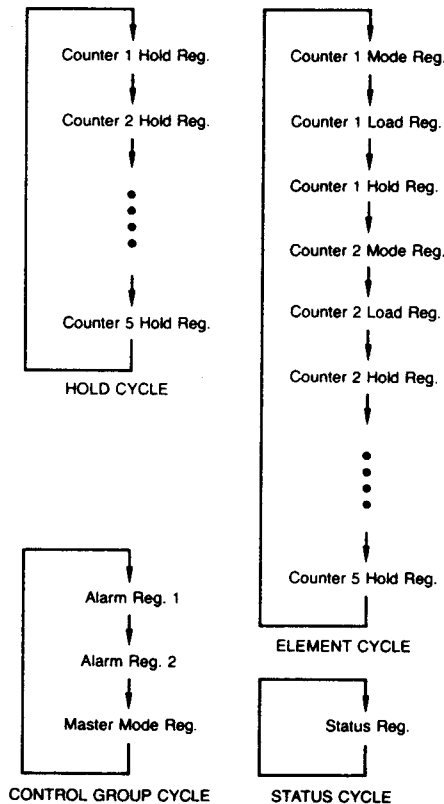 Counter 1 Hold Reg.
Counter 2 Hold Reg.
Counter 5 Hold Reg.
HOLD CYCLE
Counter 1 Mode Reg.
Counter 1 Load Reg.
Counter 1 Hold Reg.
Counter 2 Mode Reg.
Counter 2 Load Reg.
Counter 2 Hold Reg.
Counter 5 Hold Reg.
ELEMENT CYCLE
Alarm Reg. 1
Alarm Reg. 2
Master Mode Reg.
CONTROL GROUP CYCLE
Status Reg.
STATUS CYCLE